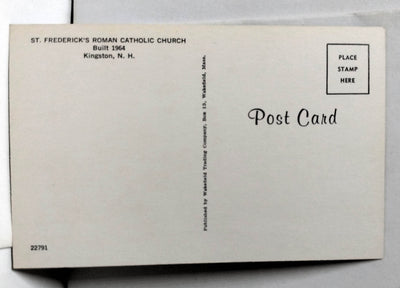 ST. FREDERICK'S ROMAN CATHOLIC CHURCH
Built 1964
Kingston, N. H.
PLACE
STAMP
HERE
Post Card
Published by Wakefield Trading Company, Box 13, Wakefield, Mass.
22791